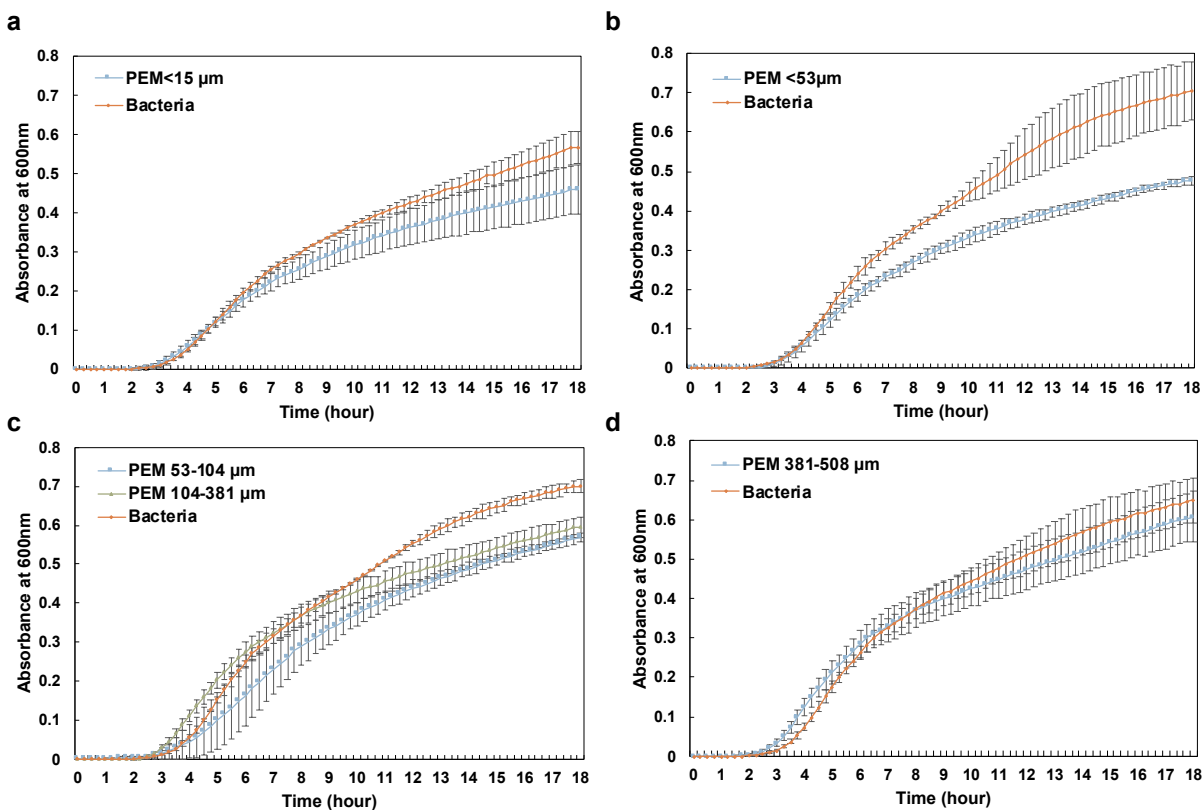 a
PEM<15 µm
Bacteria
0.8
0.7
0.6
0.5
0.4
0.3
0.2
0.1
0
Absorbance at 600nm
0 1 2 3 4 5 6 7 8 9 10 11 12 13 14 15 16 17 18
Time (hour)
b
PEM <53µm
Bacteria
0.8
0.7
0.6
0.5
0.4
0.3
0.2
0.1
0
Absorbance at 600nm
0 1 2 3 4 5 6 7 8 9 10 11 12 13 14 15 16 17 18
Time (hour)
c
PEM 53-104 µm
PEM 104-381 µm
Bacteria
0.8
0.7
0.6
0.5
0.4
0.3
0.2
0.1
0
Absorbance at 600nm
0 1 2 3 4 5 6 7 8 9 10 11 12 13 14 15 16 17 18
Time (hour)
d
PEM 381-508 µm
Bacteria
0.8
0.7
0.6
0.5
0.4
0.3
0.2
0.1
0
Absorbance at 600nm
0 1 2 3 4 5 6 7 8 9 10 11 12 13 14 15 16 17 18
Time (hour)